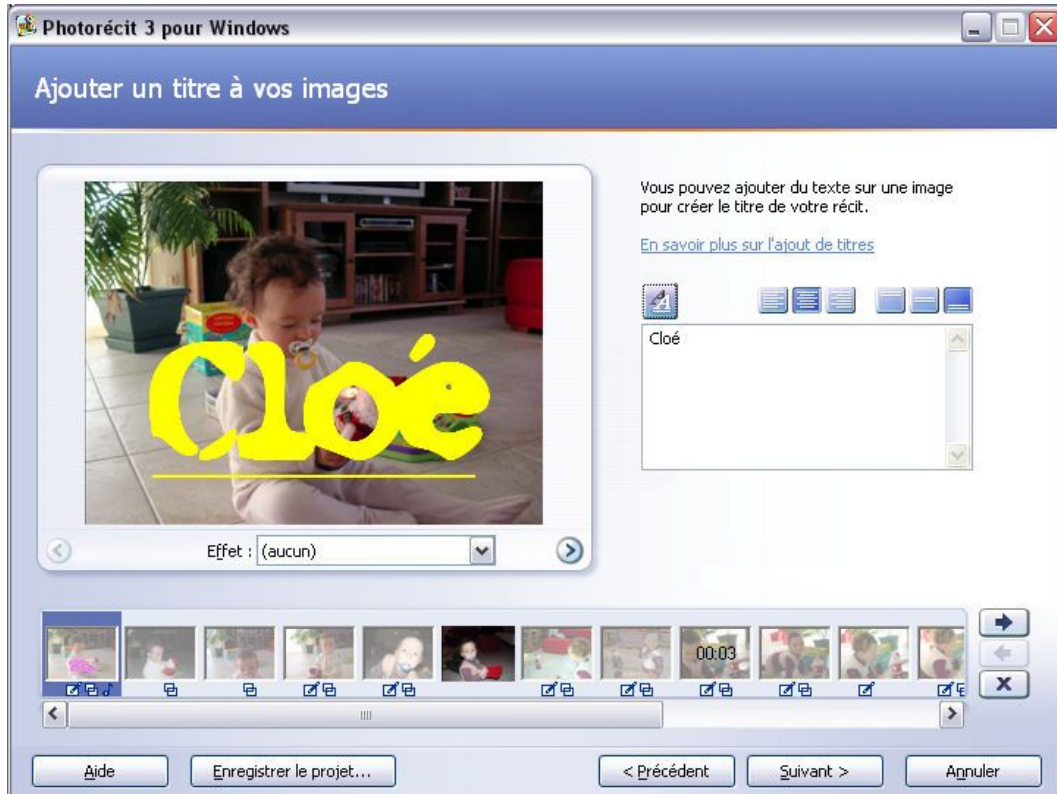 Photorécit 3 pour Windows
Ajouter un titre à vos images
Vous pouvez ajouter du texte sur une image
pour créer le titre de votre récit.
En savoir plus sur l'ajout de titres
A
Cloé
Cloé
Effet : (aucun)
00:03
Aide
Enregistrer le projet...
< Précédent
Suivant >
Annuler